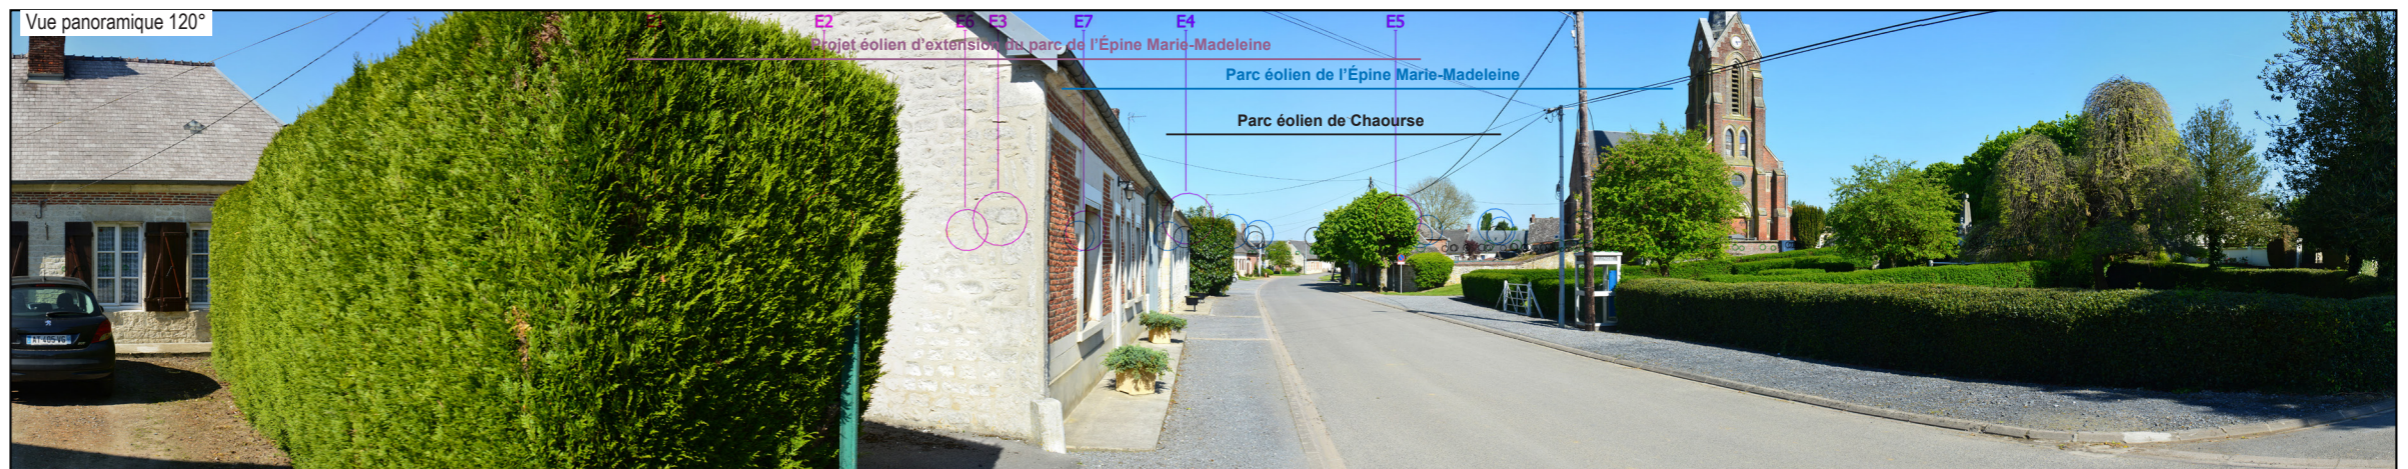 Vue panoramique 120°
E1 E2 E6 E3 E7 E4 E5
Projet éolien d'extension du parc de l'Épine Marie-Madeleine
Parc éolien de l'Épine Marie-Madeleine
Parc éolien de Chaourse